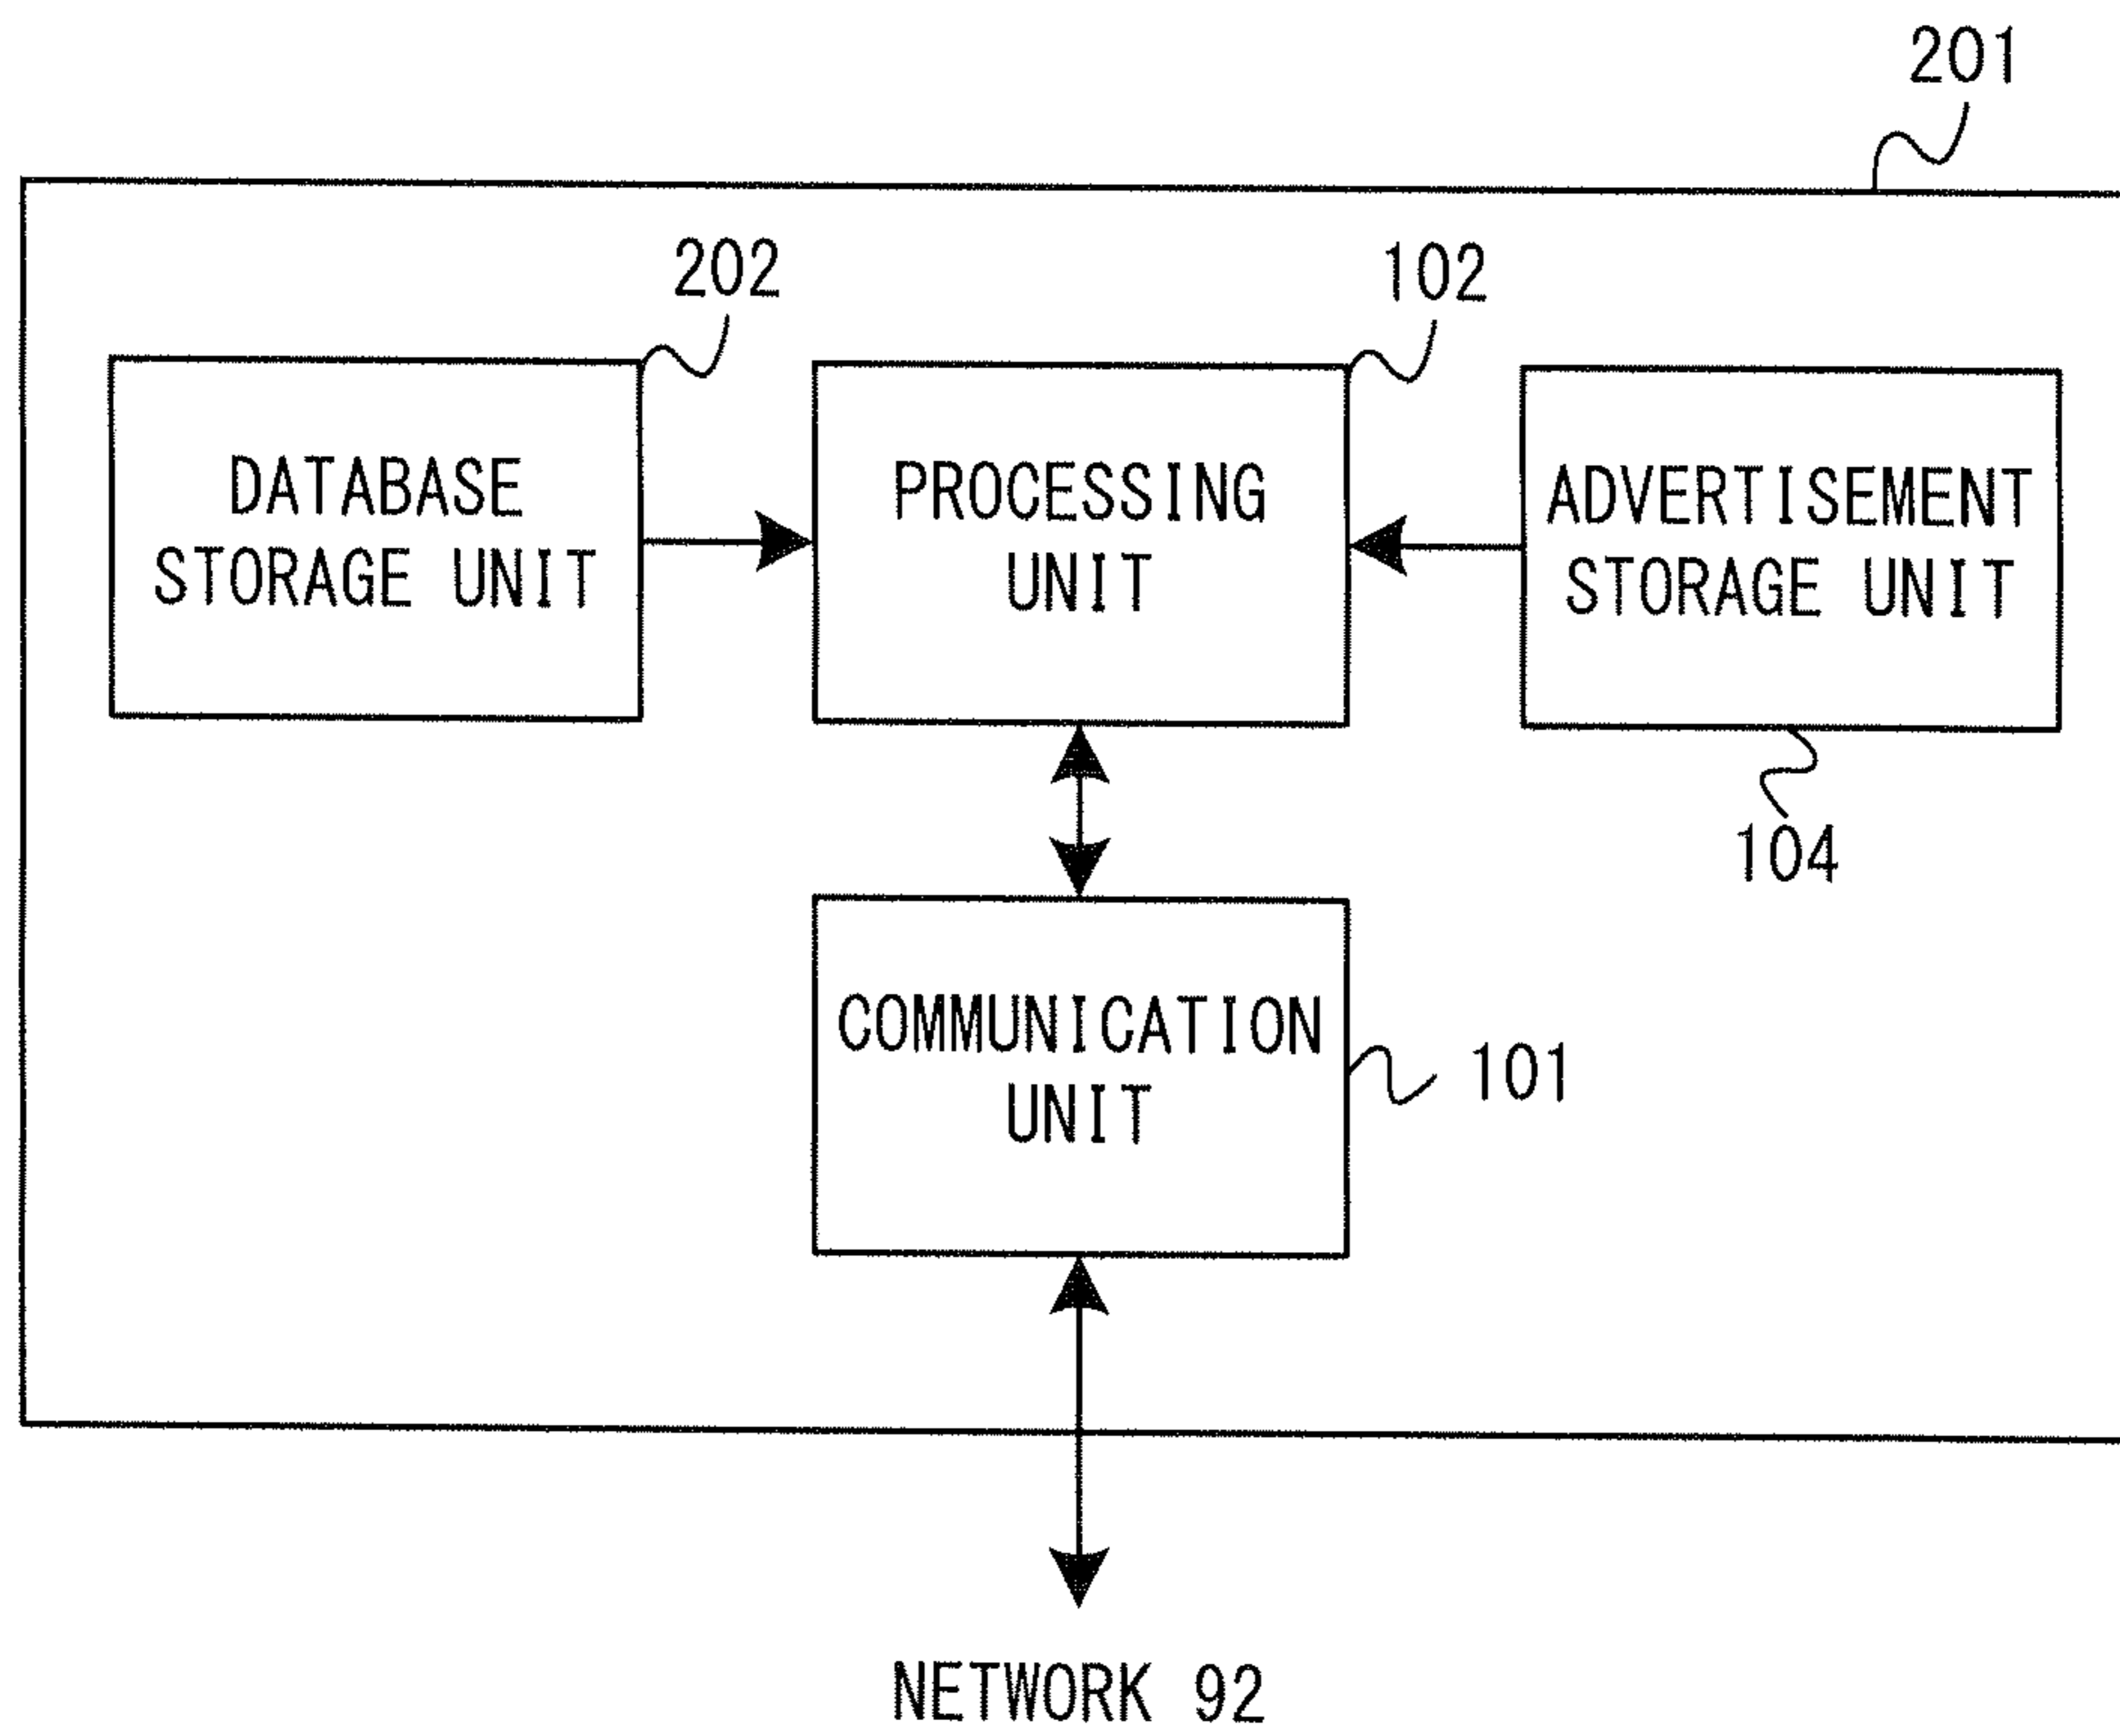 201
202
102
DATABASE
STORAGE UNIT
PROCESSING
UNIT
ADVERTISEMENT
STORAGE UNIT
104
COMMUNICATION
UNIT
101
NETWORK 92